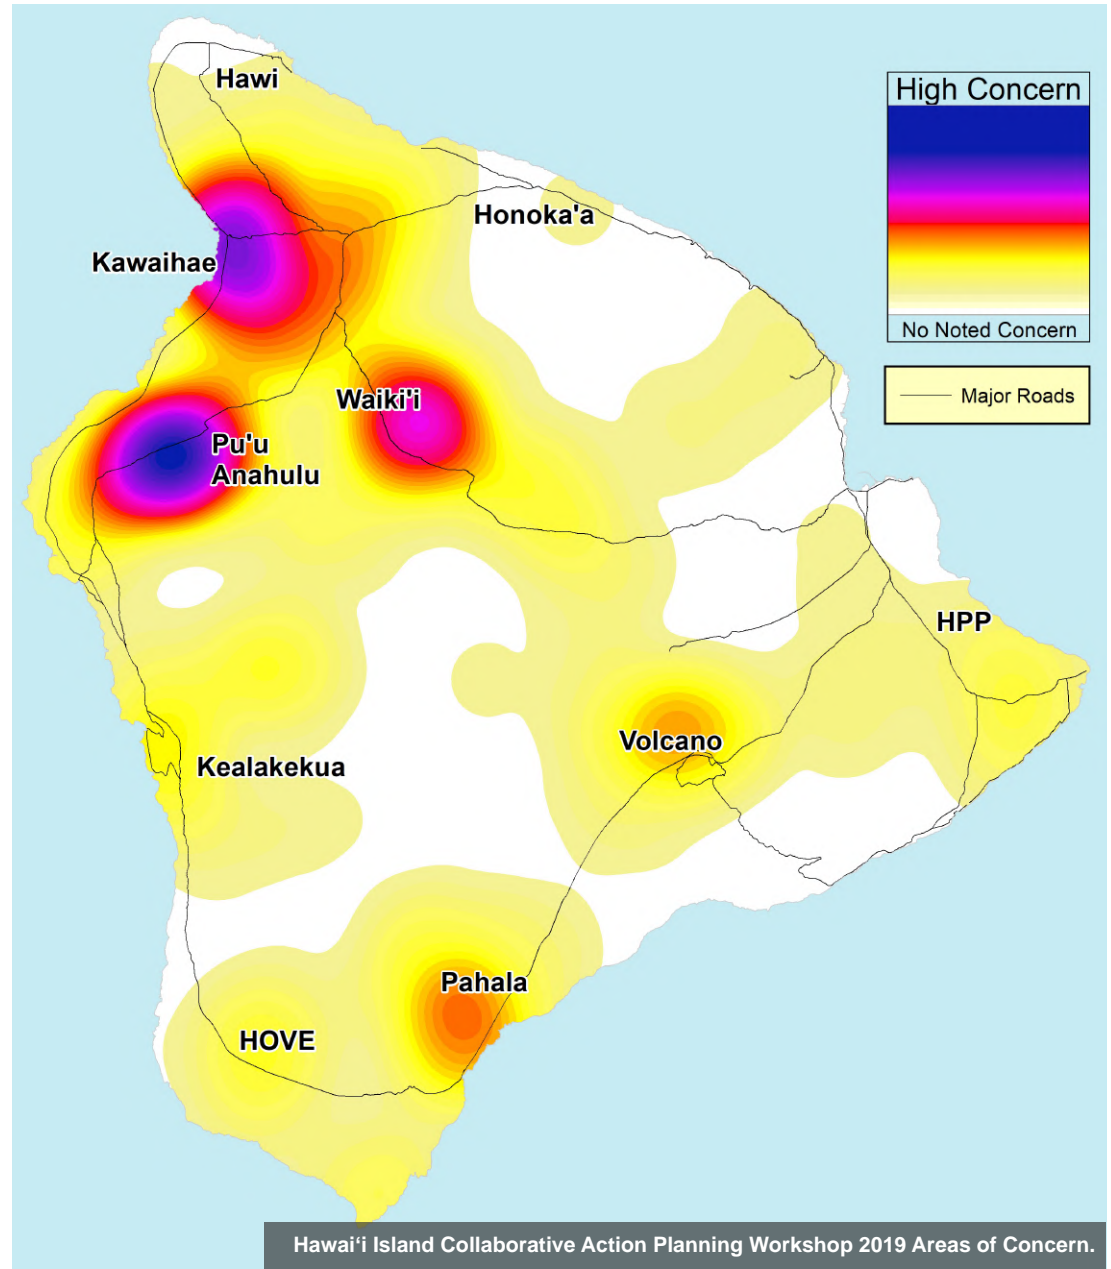 Hawi
High Concern
Honoka'a
Kawaihae
No Noted Concern
Major Roads
Waiki'i
Pu'u
Anahulu
HPP
Volcano
Kealakekua
Pahala
HOVE
Hawai‘i Island Collaborative Action Planning Workshop 2019 Areas of Concern.